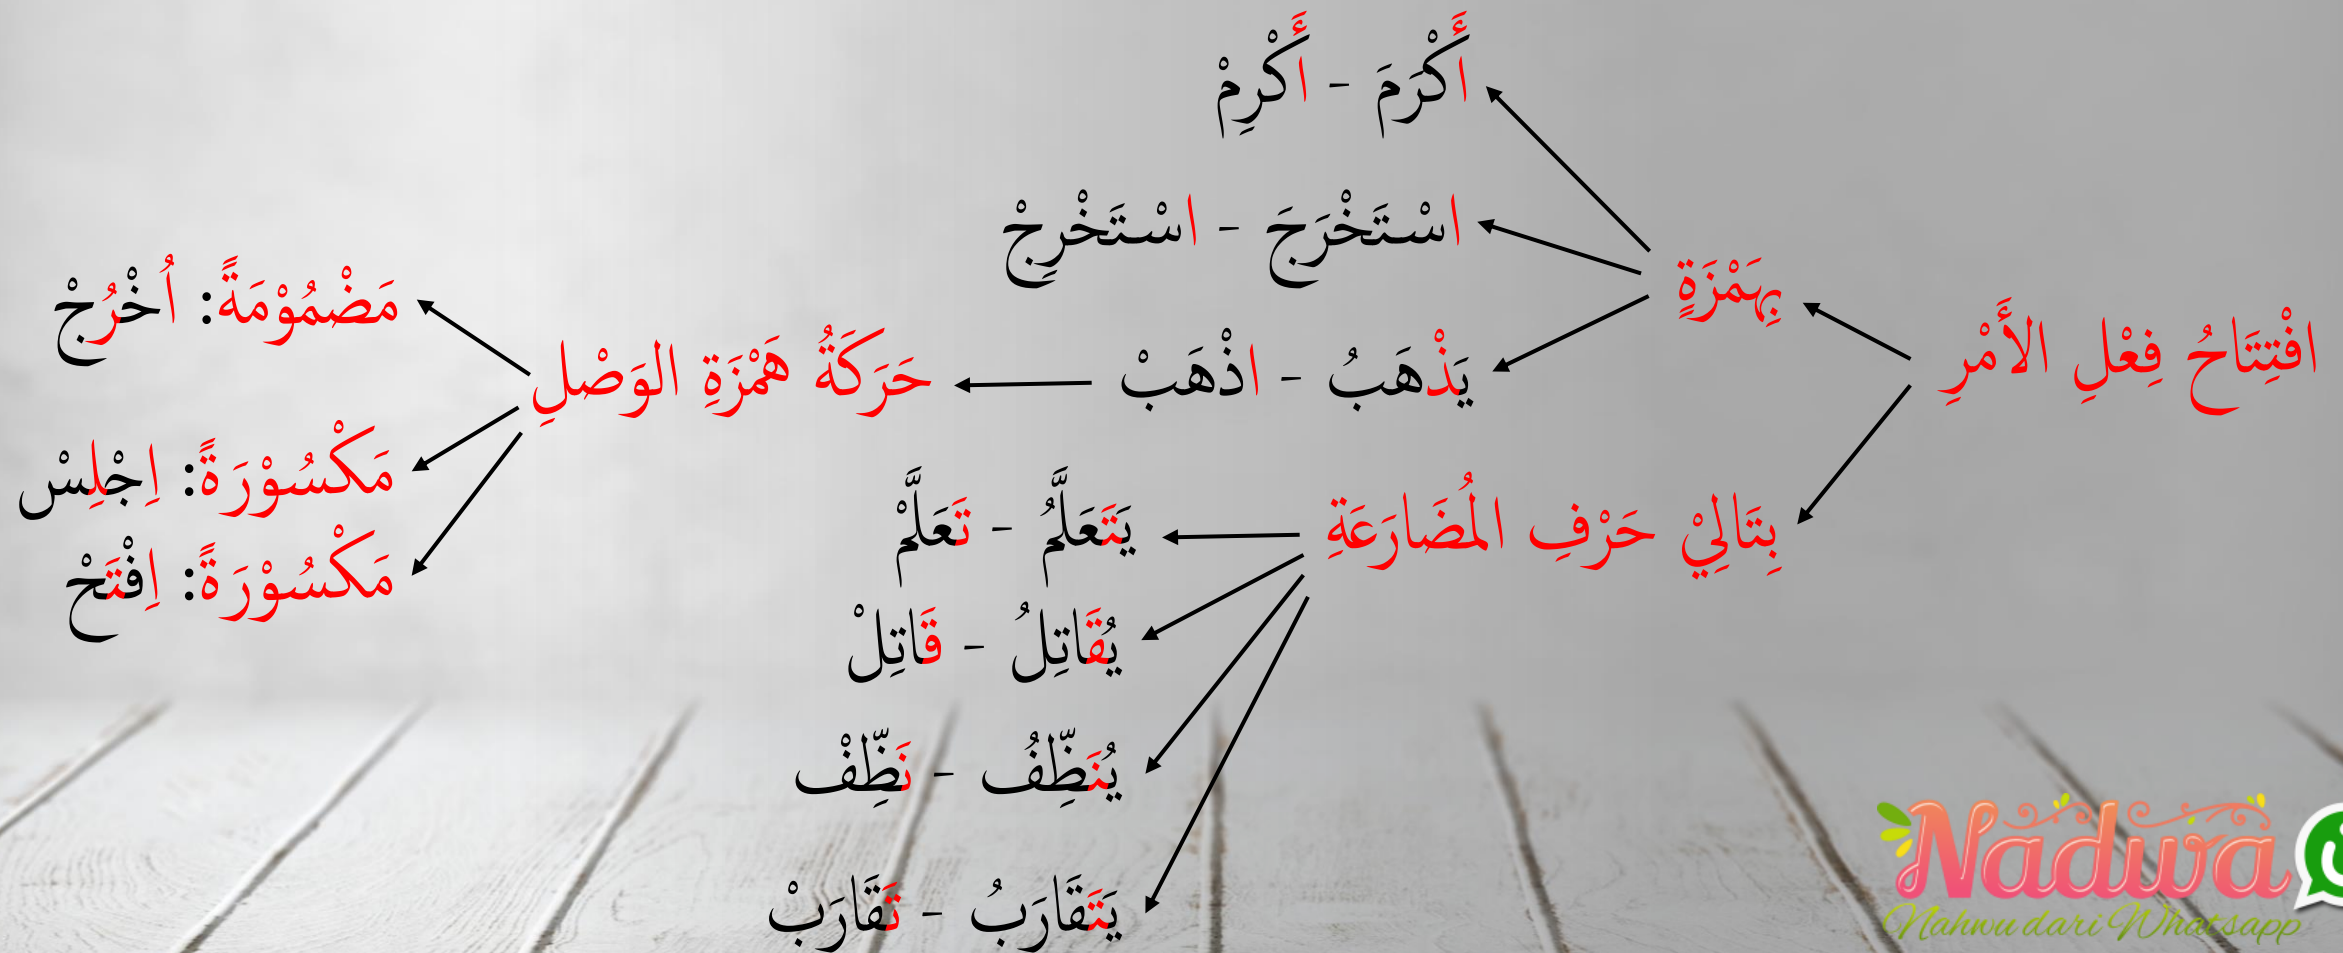 افْتِتَاحُ فِعْلِ الأَمْرِ
بِهَمْزَةٍ
أَكْرَمَ - أَكْرِمْ
اسْتَخْرَجَ - اسْتَخْرِجْ
يَذْهَبُ - اذْهَبْ
حَرَكَةُ هَمْزَةِ الوَصْلِ
مَضْمُوْمَةً: اُخْرُجْ
مَكْسُوْرَةً: اِجْلِسْ
مَكْسُوْرَةً: اِفْتَحْ
بِتَالِيْ حَرْفِ المُضَارَعَةِ
يَتَعَلَّمُ - تَعَلَّمْ
يُقَاتِلُ - قَاتِلْ
يُنَظِّفُ - نَظِّفْ
يَتَقَارَبُ - تَقَارَبْ
Nadwa
Nahwu dari Whatsapp